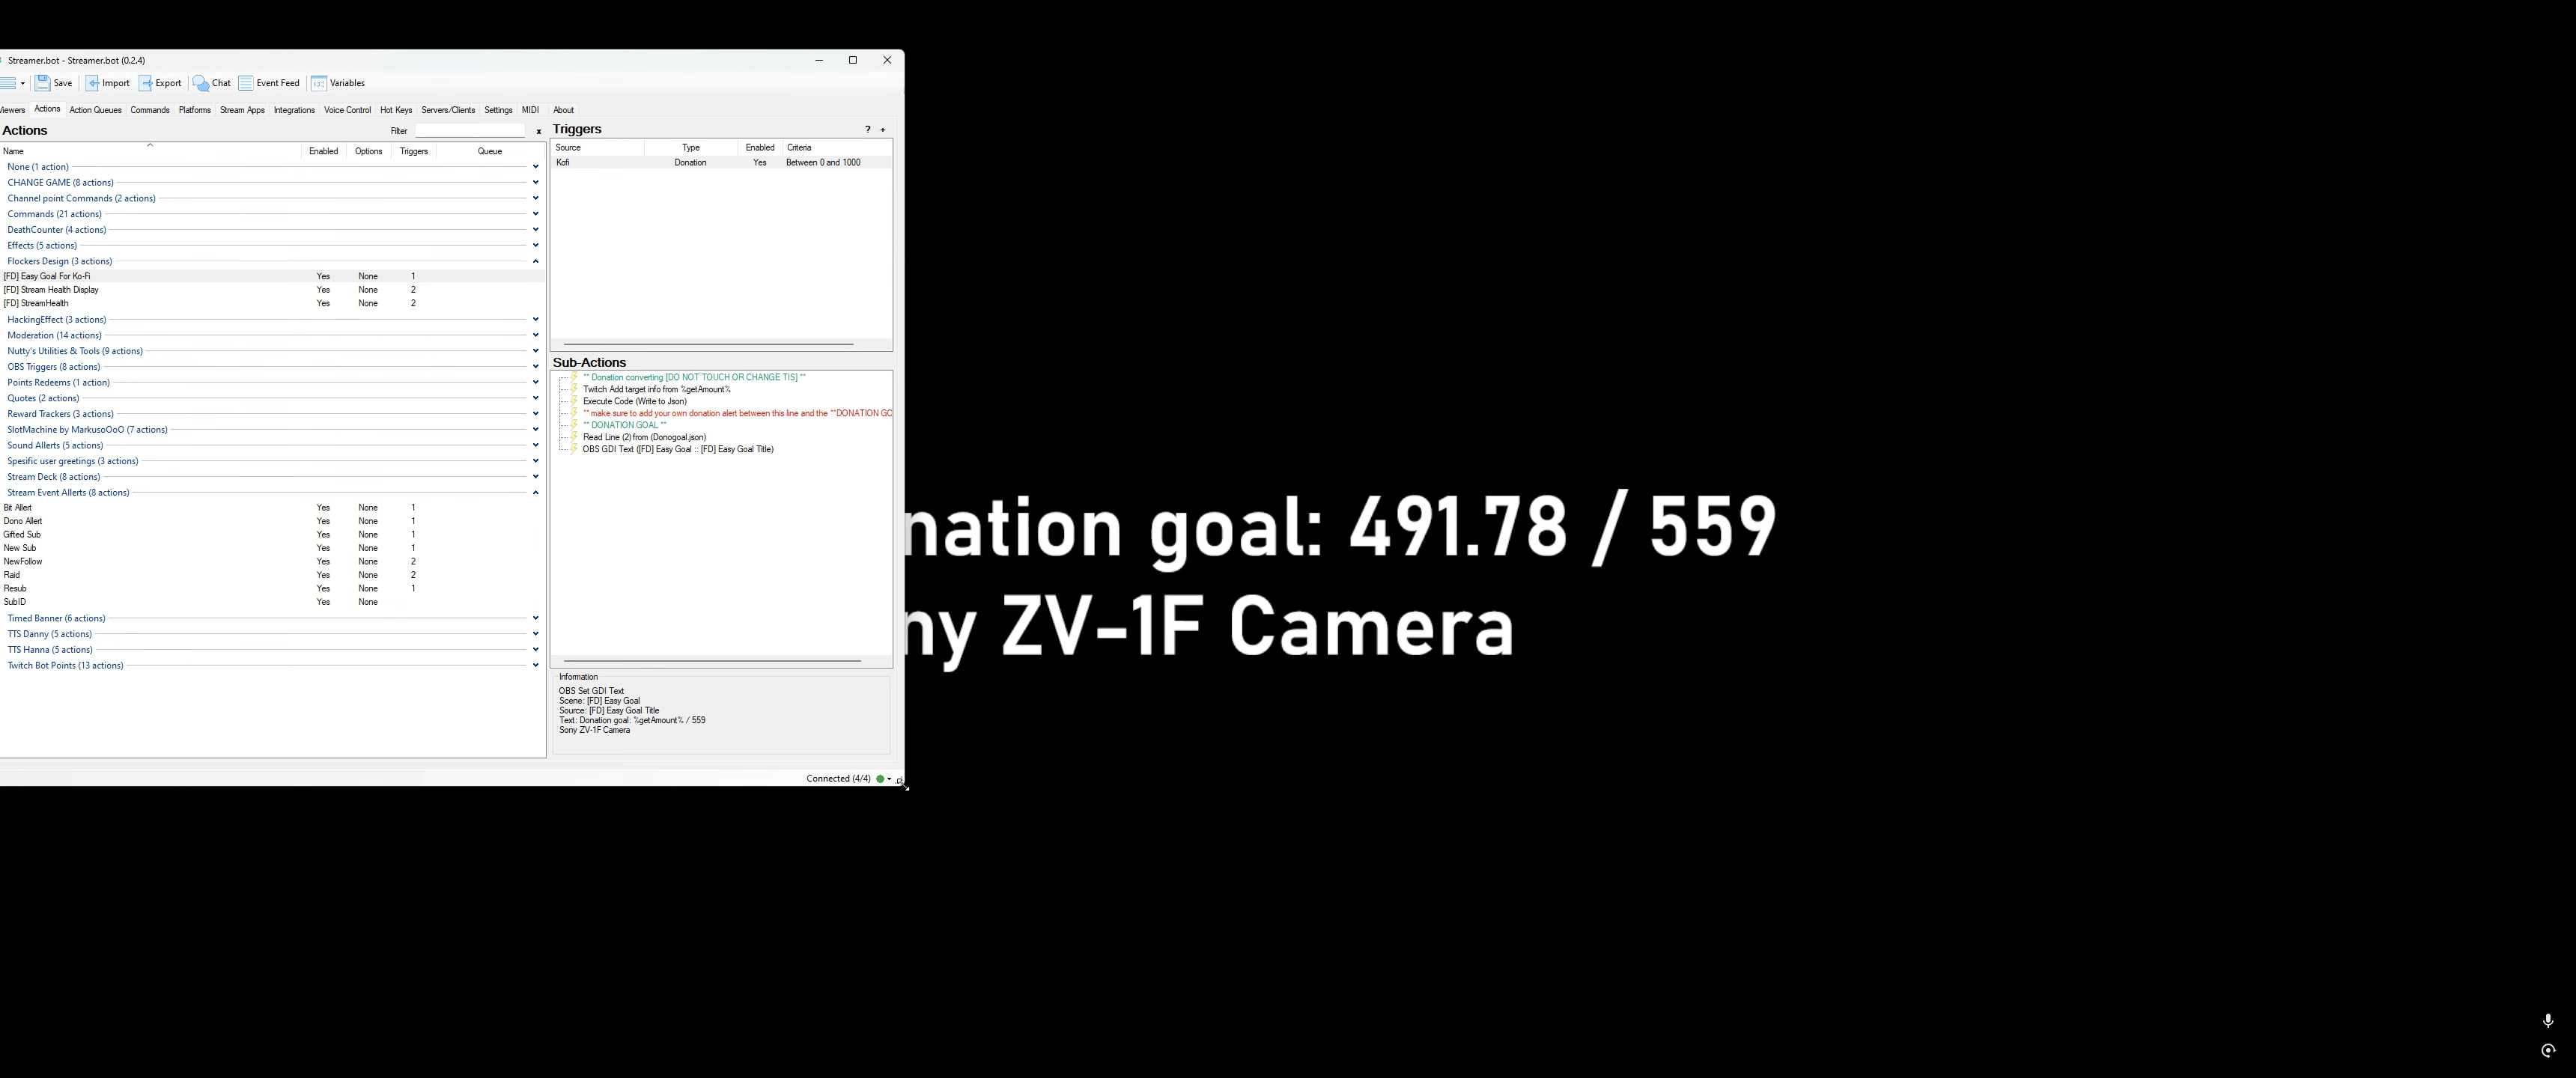 Streamer.bot - Streamer.bot (0.2.4)
Save Import Export Chat Event Feed Variables
Viewers Actions Action Queues Commands Platforms Stream Apps Integrations Voice Control Hot Keys Servers/Clients Settings MIDI About
Actions
Filter
x
Name Enabled Options Triggers Queue
None (1 action)
CHANGE GAME (8 actions)
Channel point Commands (2 actions)
Commands (21 actions)
DeathCounter (4 actions)
Effects (5 actions)
Flockers Design (3 actions)
[FD] Easy Goal For Ko-Fi Yes None 1
[FD] Stream Health Display Yes None 2
[FD] StreamHealth Yes None 2
HackingEffect (3 actions)
Moderation (14 actions)
Nutty's Utilities & Tools (9 actions)
OBS Triggers (8 actions)
Points Redeems (1 action)
Quotes (2 actions)
Reward Trackers (3 actions)
SlotMachine by MarkusoOoO (7 actions)
Sound Allerts (5 actions)
Spesific user greetings (3 actions)
Stream Deck (8 actions)
Stream Event Allerts (8 actions)
Bit Allert Yes None 1
Dono Allert Yes None 1
Gifted Sub Yes None 1
New Sub Yes None 1
NewFollow Yes None 2
Raid Yes None 2
Resub Yes None 1
SubID Yes None
Timed Banner (6 actions)
TTS Danny (5 actions)
TTS Hanna (5 actions)
Twitch Bot Points (13 actions)
Triggers
? +
Source Type Enabled Criteria
Kofi Donation Yes Between 0 and 1000
Sub-Actions
** Donation converting [DO NOT TOUCH OR CHANGE TIS] **
Twitch Add target info from %getAmount%
Execute Code (Write to Json)
** make sure to add your own donation alert between this line and the **DONATION GO
** DONATION GOAL **
Read Line (2) from (Donogoal.json)
OBS GDI Text ([FD] Easy Goal :: [FD] Easy Goal Title)
Information
OBS Set GDI Text
Scene: [FD] Easy Goal
Source: [FD] Easy Goal Title
Text: Donation goal: %getAmount% / 559
Sony ZV-1F Camera
Connected (4/4)
nation goal: 491.78 / 559
ny ZV-1F Camera